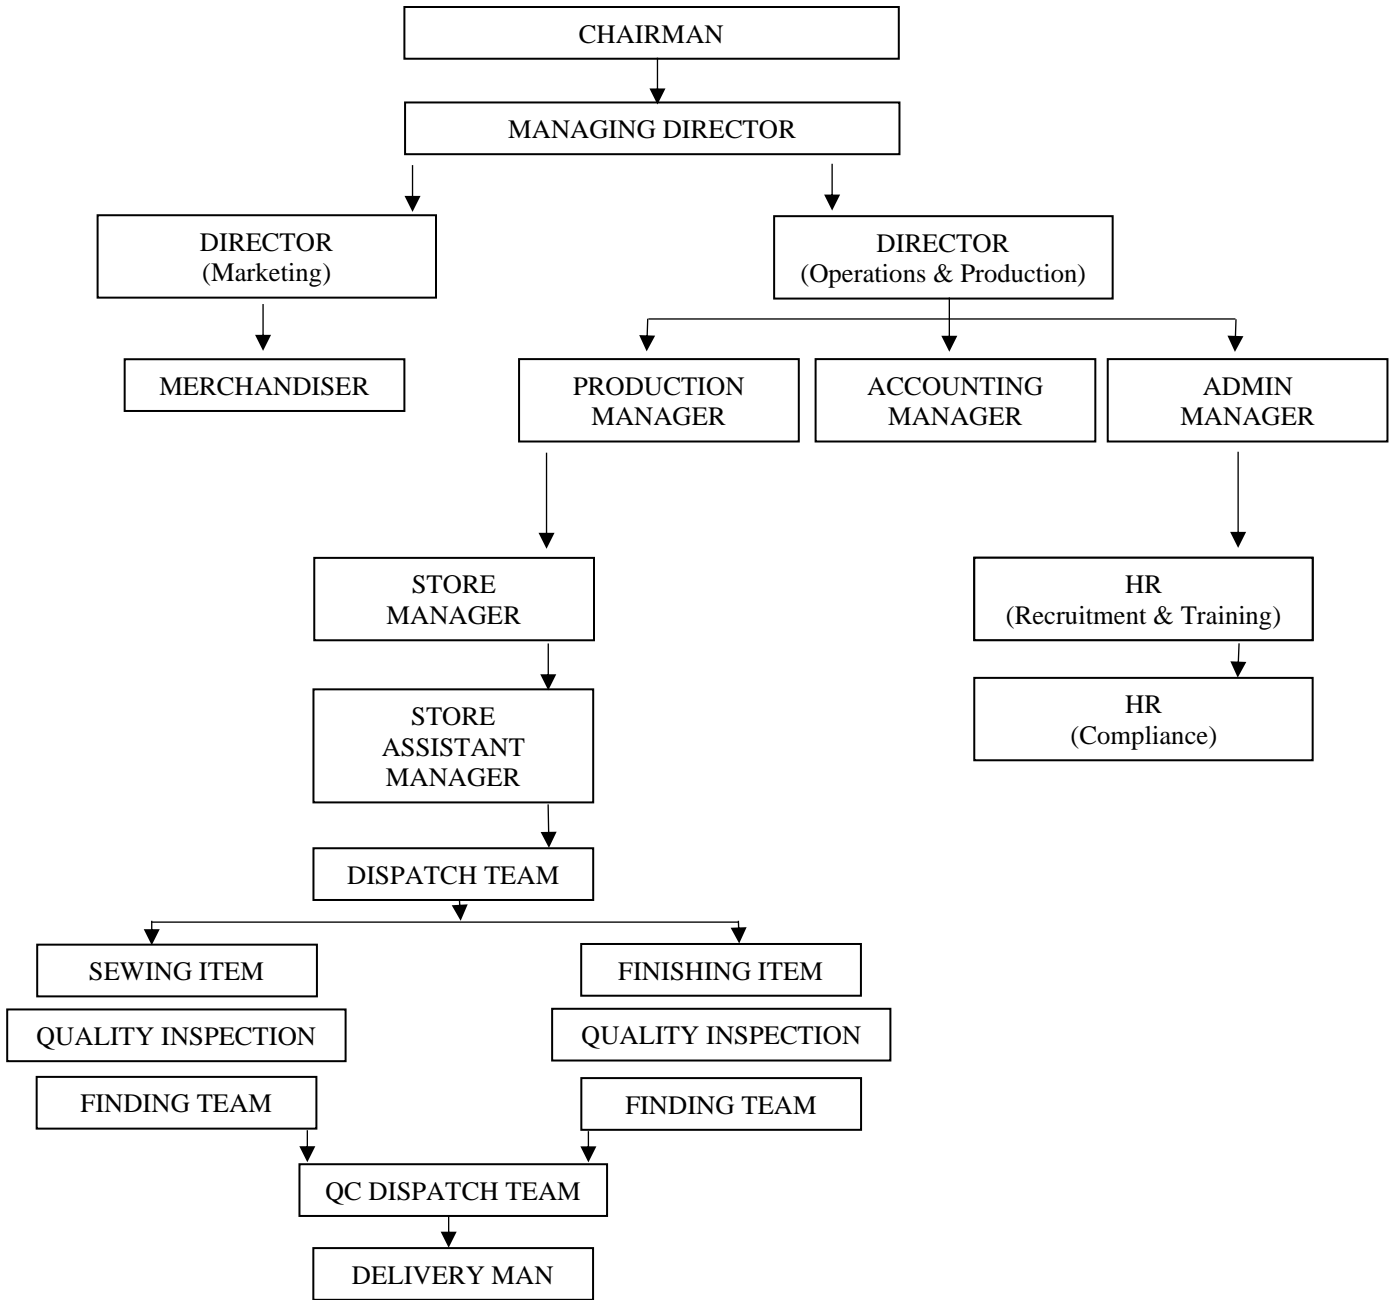 CHAIRMAN
MANAGING DIRECTOR
DIRECTOR
(Marketing)
DIRECTOR
(Operations & Production)
MERCHANDISER
PRODUCTION
MANAGER
ACCOUNTING
MANAGER
ADMIN
MANAGER
STORE
MANAGER
HR
(Recruitment & Training)
STORE
ASSISTANT
MANAGER
HR
(Compliance)
DISPATCH TEAM
SEWING ITEM
FINISHING ITEM
QUALITY INSPECTION
QUALITY INSPECTION
FINDING TEAM
FINDING TEAM
QC DISPATCH TEAM
DELIVERY MAN